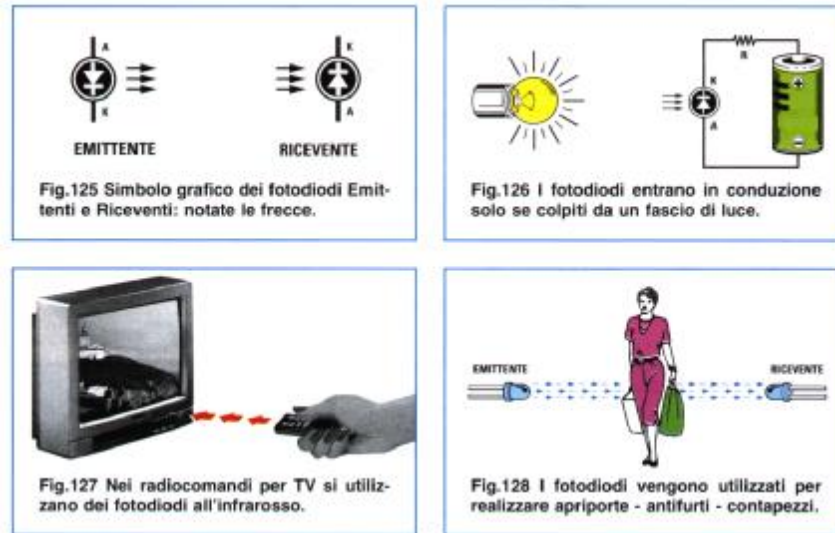 A
K
EMITTENTE
K
A
RICEVENTE
Fig.125 Simbolo grafico dei fotodiodi Emit-
tenti e Riceventi: notate le frecce.
R
K
A
+
-
Fig.126 I fotodiodi entrano in conduzione
solo se colpiti da un fascio di luce.
Fig.127 Nei radiocomandi per TV si utiliz-
zano dei fotodiodi all'infrarosso.
EMITTENTE
RICEVENTE
Fig.128 I fotodiodi vengono utilizzati per
realizzare apriporte - antifurti - contapezzi.